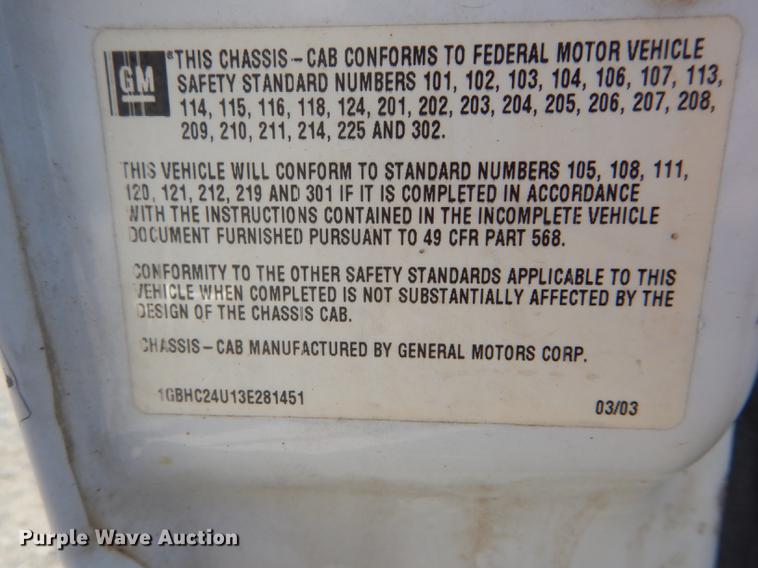 GM ® THIS CHASSIS-CAB CONFORMS TO FEDERAL MOTOR VEHICLE
SAFETY STANDARD NUMBERS 101, 102, 103, 104, 106, 107, 113,
114, 115, 116, 118, 124, 201, 202, 203, 204, 205, 206, 207, 208,
209, 210, 211, 214, 225 AND 302.
THIS VEHICLE WILL CONFORM TO STANDARD NUMBERS 105, 108, 111,
120, 121, 212, 219 AND 301 IF IT IS COMPLETED IN ACCORDANCE
WITH THE INSTRUCTIONS CONTAINED IN THE INCOMPLETE VEHICLE
DOCUMENT FURNISHED PURSUANT TO 49 CFR PART 568.
CONFORMITY TO THE OTHER SAFETY STANDARDS APPLICABLE TO THIS
VEHICLE WHEN COMPLETED IS NOT SUBSTANTIALLY AFFECTED BY THE
DESIGN OF THE CHASSIS CAB.
CHASSIS-CAB MANUFACTURED BY GENERAL MOTORS CORP.
1GBHC24U13E281451
03/03
Purple Wave Auction